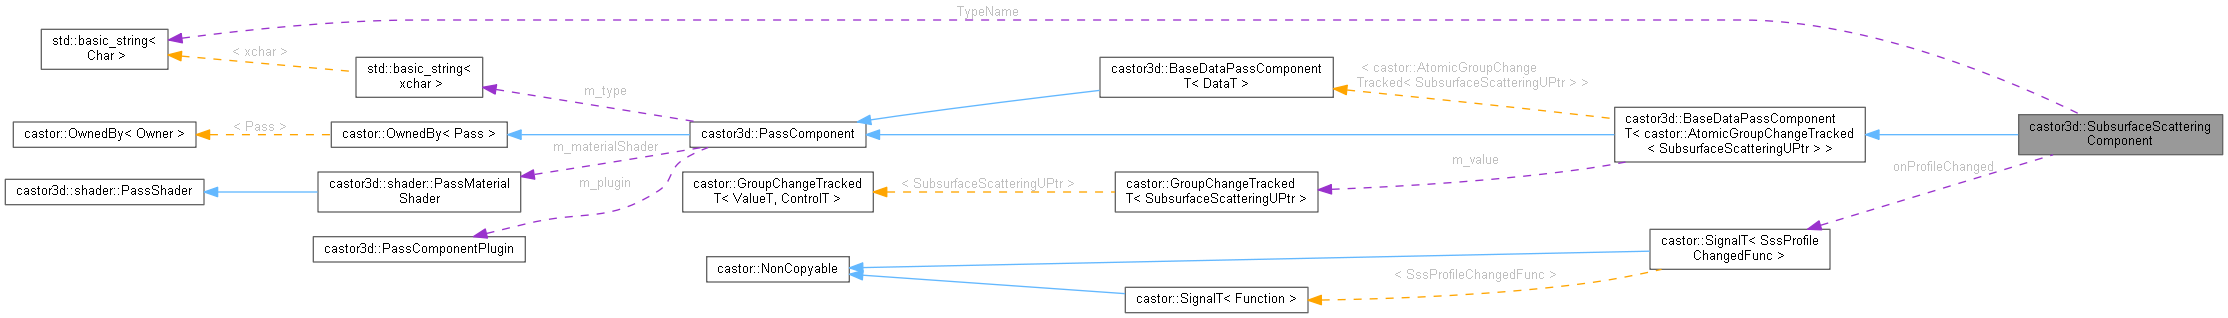 TypeName
std::basic_string<
Char >
< xchar >
std::basic_string<
xchar >
m_type
castor3d::BaseDataPassComponent
T< DataT >
< castor::AtomicGroupChange
Tracked< SubsurfaceScatteringUPtr > >
castor::OwnedBy< Owner >
< Pass >
castor::OwnedBy< Pass >
castor3d::PassComponent
castor3d::BaseDataPassComponent
T< castor::AtomicGroupChangeTracked
< SubsurfaceScatteringUPtr > >
castor3d::SubsurfaceScattering
Component
m_materialShader
m_value
onProfileChanged
castor3d::shader::PassShader
castor3d::shader::PassMaterial
Shader
m_plugin
castor::GroupChangeTracked
T< ValueT, ControlT >
< SubsurfaceScatteringUPtr >
castor::GroupChangeTracked
T< SubsurfaceScatteringUPtr >
castor3d::PassComponentPlugin
castor::SignalT< SssProfile
ChangedFunc >
castor::NonCopyable
< SssProfileChangedFunc >
castor::SignalT< Function >